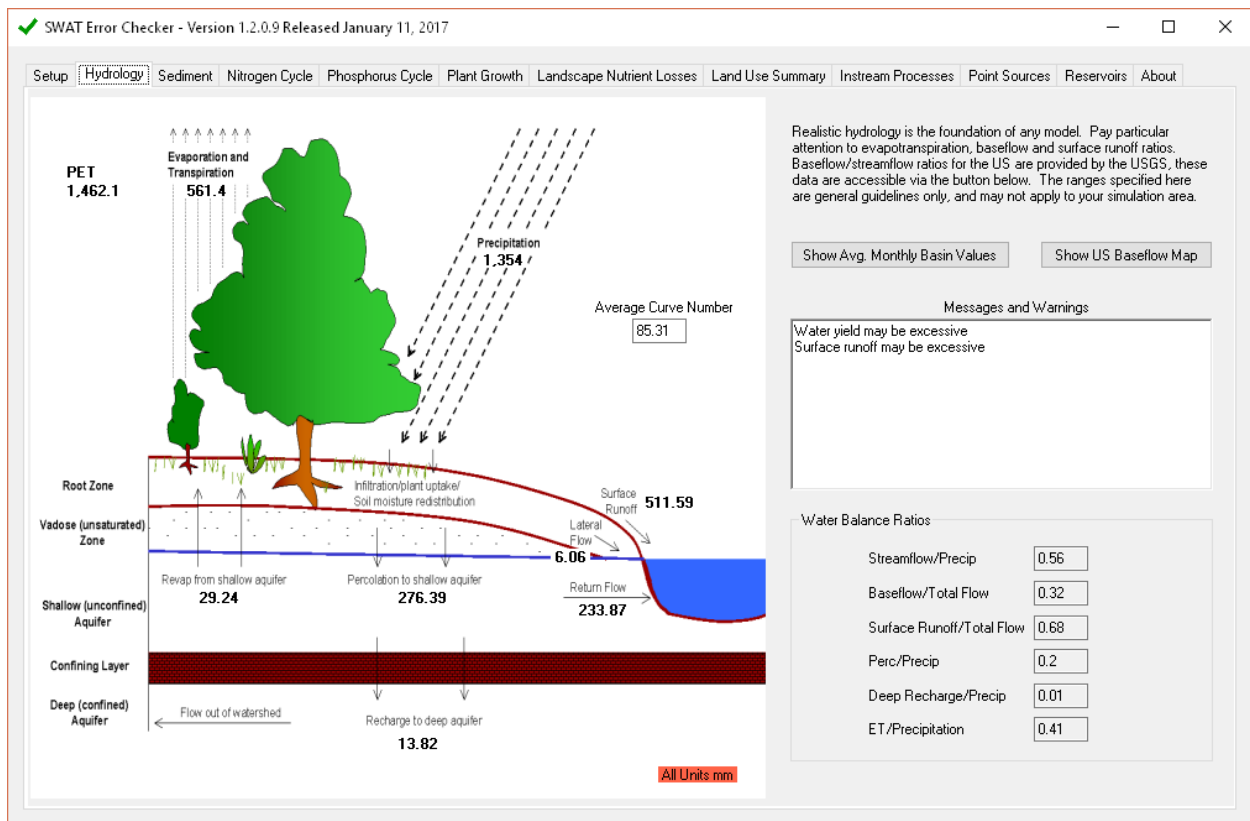 SWAT Error Checker - Version 1.2.0.9 Released January 11, 2017
Setup Hydrology Sediment Nitrogen Cycle Phosphorus Cycle Plant Growth Landscape Nutrient Losses Land Use Summary Instream Processes Point Sources Reservoirs About
PET
1,462.1
Evaporation and
Transpiration
561.4
Precipitation
1,354
Average Curve Number
85.31
Root Zone
Infiltration/plant uptake/
Soil moisture redistribution
Surface
Runoff
511.59
Vadose (unsaturated)
Zone
Lateral
Flow
6.06
Revap from shallow aquifer
29.24
Percolation to shallow aquifer
276.39
Return Flow
233.87
Shallow (unconfined)
Aquifer
Confining Layer
Deep (confined)
Aquifer
Flow out of watershed
Recharge to deep aquifer
13.82
All Units mm
Realistic hydrology is the foundation of any model. Pay particular
attention to evapotranspiration, baseflow and surface runoff ratios.
Baseflow/streamflow ratios for the US are provided by the USGS, these
data are accessible via the button below. The ranges specified here
are general guidelines only, and may not apply to your simulation area.
Show Avg. Monthly Basin Values
Show US Baseflow Map
Messages and Warnings
Water yield may be excessive
Surface runoff may be excessive
Water Balance Ratios
Streamflow/Precip 0.56
Baseflow/Total Flow 0.32
Surface Runoff/Total Flow 0.68
Perc/Precip 0.2
Deep Recharge/Precip 0.01
ET/Precipitation 0.41